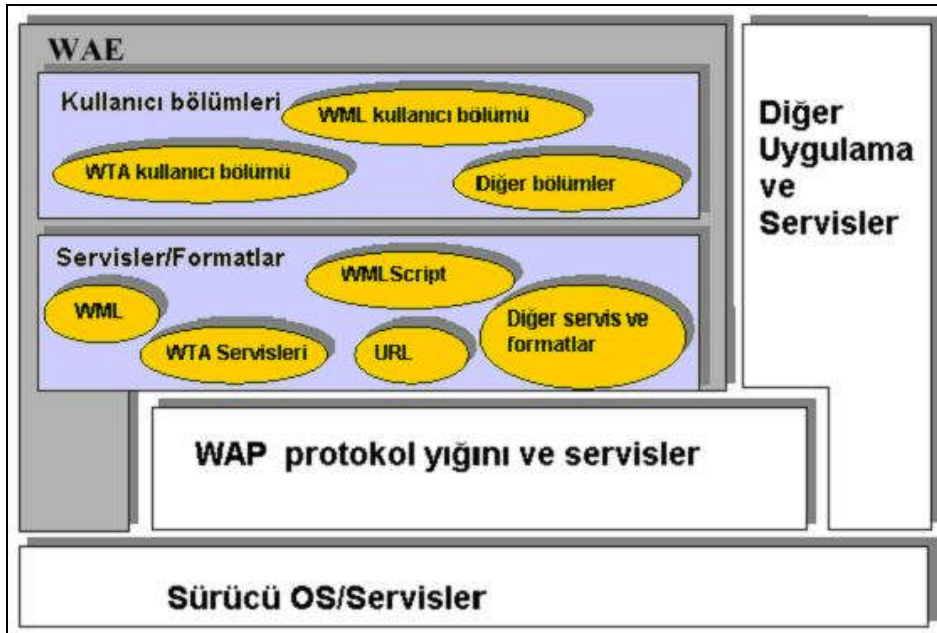 WAE
Kullanıcı bölümleri
WML kullanıcı bölümü
WTA kullanıcı bölümü
Diğer bölümler
Servisler/Formatlar
WMLScript
WML
WTA Servisleri
URL
Diğer servis ve
formatlar
Diğer
Uygulama
ve
Servisler
WAP protokol yığını ve servisler
Sürücü OS/Servisler